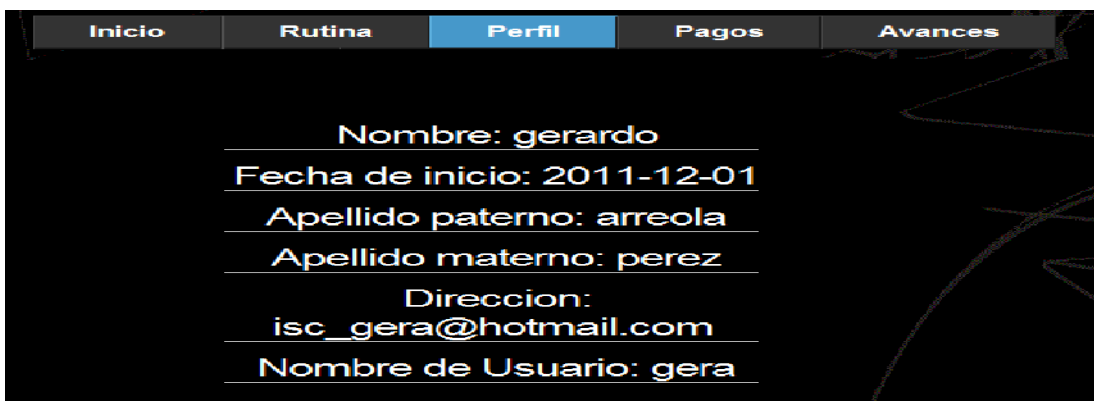 Inicio Rutina Perfil Pagos Avances
Nombre: gerardo
Fecha de inicio: 2011-12-01
Apellido paterno: arreola
Apellido materno: perez
Direccion:
isc_gera@hotmail.com
Nombre de Usuario: gera